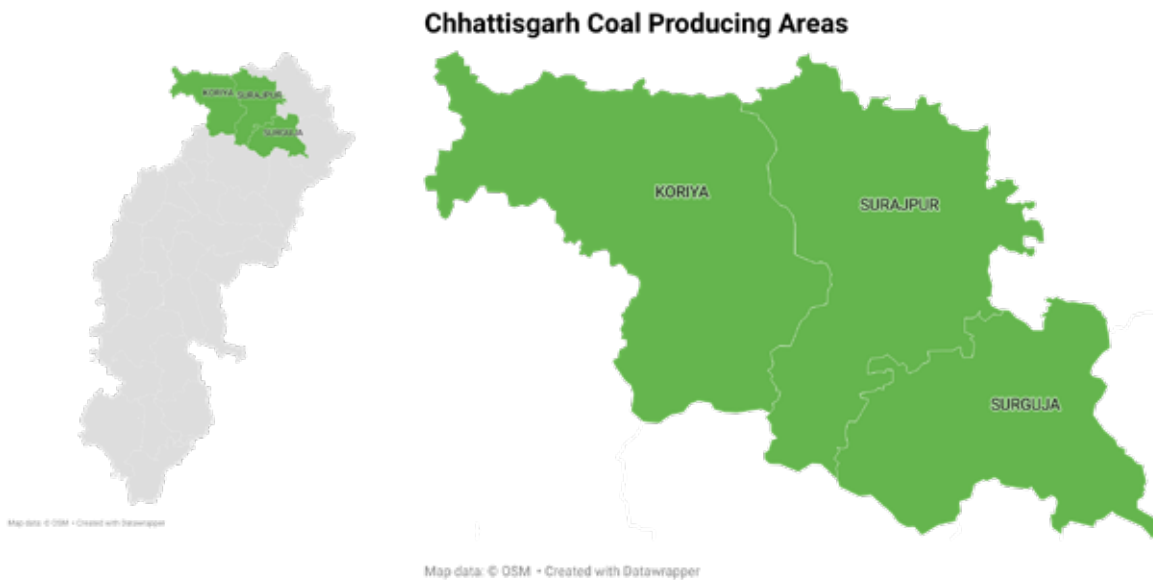 Chhattisgarh Coal Producing Areas
KORIYA
SURAJPUR
SURGUJA
Map data: © OSM • Created with Datawrapper
KORIYA
SURAJPUR
SURGUJA
Map data: © OSM • Created with Datawrapper